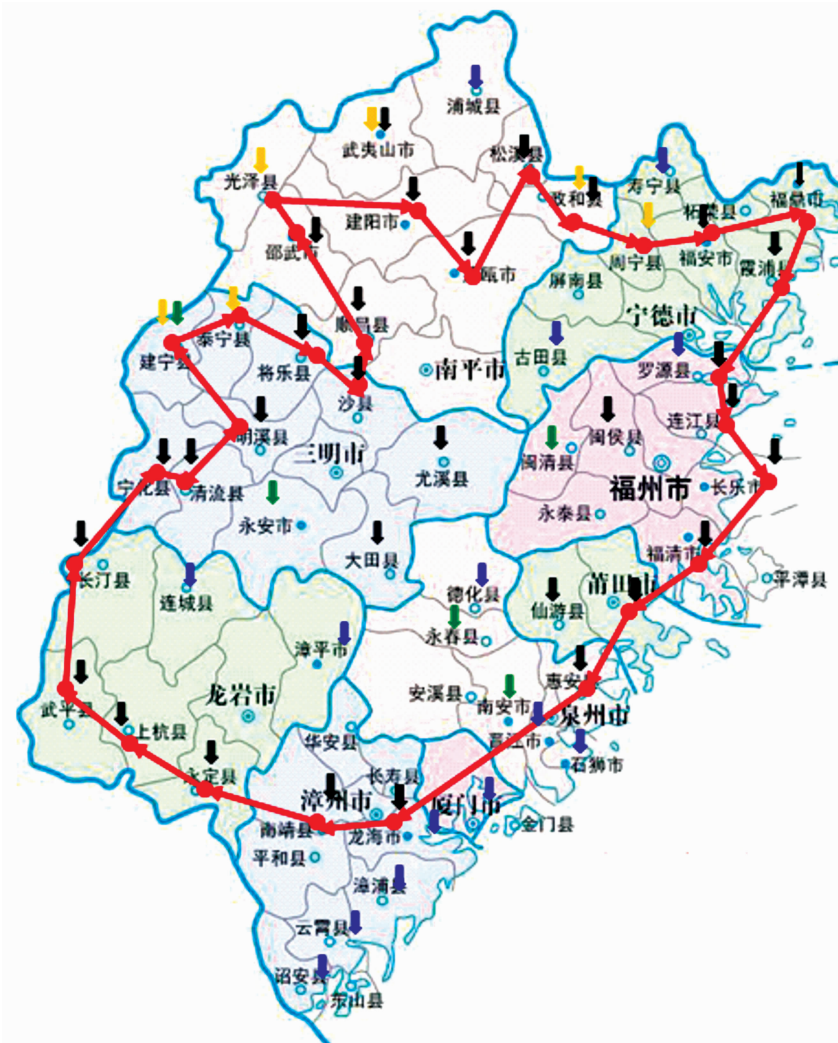 浦城县
武夷山市
松溪县
光泽县
政和县
寿宁县
柘荣县
福鼎市
建阳市
邵武市
瓯市
周宁县
福安市
霞浦县
屏南县
宁德市
顺昌县
泰宁县
建宁县
将乐县
南平市
古田县
罗源县
沙县
明溪县
三明市
尤溪县
闽清县
闽侯县
连江县
福州市
长乐市
宁化县
清流县
永安市
大田县
永泰县
福清市
平潭县
长汀县
连城县
德化县
仙游县
莆田市
永春县
漳平市
安溪县
南安市
惠安
泉州市
晋江市
石狮市
龙岩市
武平县
上杭县
永定县
华安县
长寿县
漳州市
厦门市
南靖县
龙海市
金门县
平和县
漳浦县
云霄县
诏安县
东山县